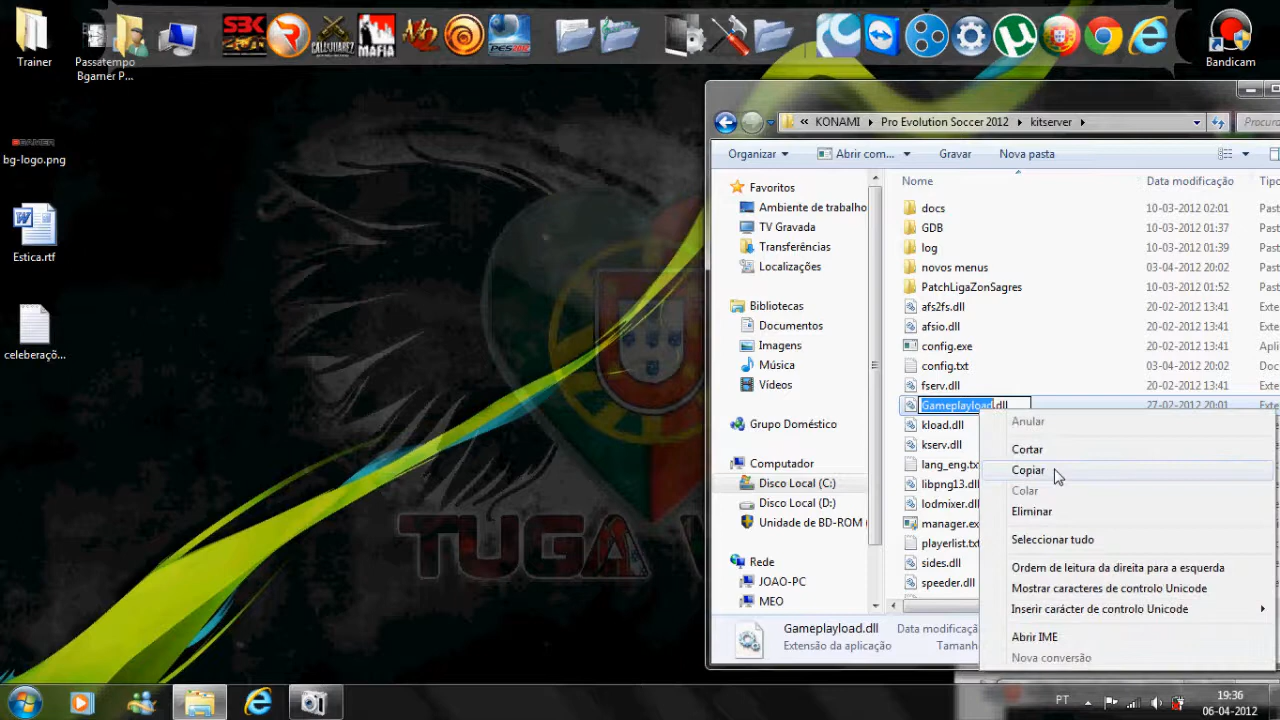 Trainer
Passatempo
Bgamer P...
S3K
MAFIA
Bandicam
bg-logo.png
Estica.rtf
celeberaçõ...
TUGA V
« KONAMI ▸ Pro Evolution Soccer 2012 ▸ kitserver ▸
Procura
Organizar
Abrir com...
Gravar
Nova pasta
Favoritos
Ambiente de trabalho
TV Gravada
Transferências
Localizações
Bibliotecas
Documentos
Imagens
Música
Vídeos
Grupo Doméstico
Computador
Disco Local (C:)
Disco Local (D:)
Unidade de BD-ROM (
Rede
JOAO-PC
MEO
Nome Data modificação Tipo
docs 10-03-2012 02:01 Past
GDB 10-03-2012 01:37 Past
log 10-03-2012 01:39 Past
novos menus 03-04-2012 20:02 Past
PatchLigaZonSagres 10-03-2012 01:52 Past
afs2fs.dll 20-02-2012 13:41 Exte
afsio.dll 20-02-2012 13:41 Exte
config.exe 20-02-2012 13:41 Apli
config.txt 03-04-2012 20:02 Docu
fserv.dll 20-02-2012 13:41 Exte
Gameplayload.dll 27-02-2012 20:01 Exte
kload.dll
kserv.dll
lang_eng.tx
libpng13.dll
lodmixer.dll
manager.ex
playerlist.tx
sides.dll
speeder.dll
Anular
Cortar
Copiar
Colar
Eliminar
Seleccionar tudo
Ordem de leitura da direita para a esquerda
Mostrar caracteres de controlo Unicode
Inserir carácter de controlo Unicode
Abrir IME
Nova conversão
Gameplayload.dll Data modificaçã
Extensão da aplicação Tamanh
PT
19:36
06-04-2012